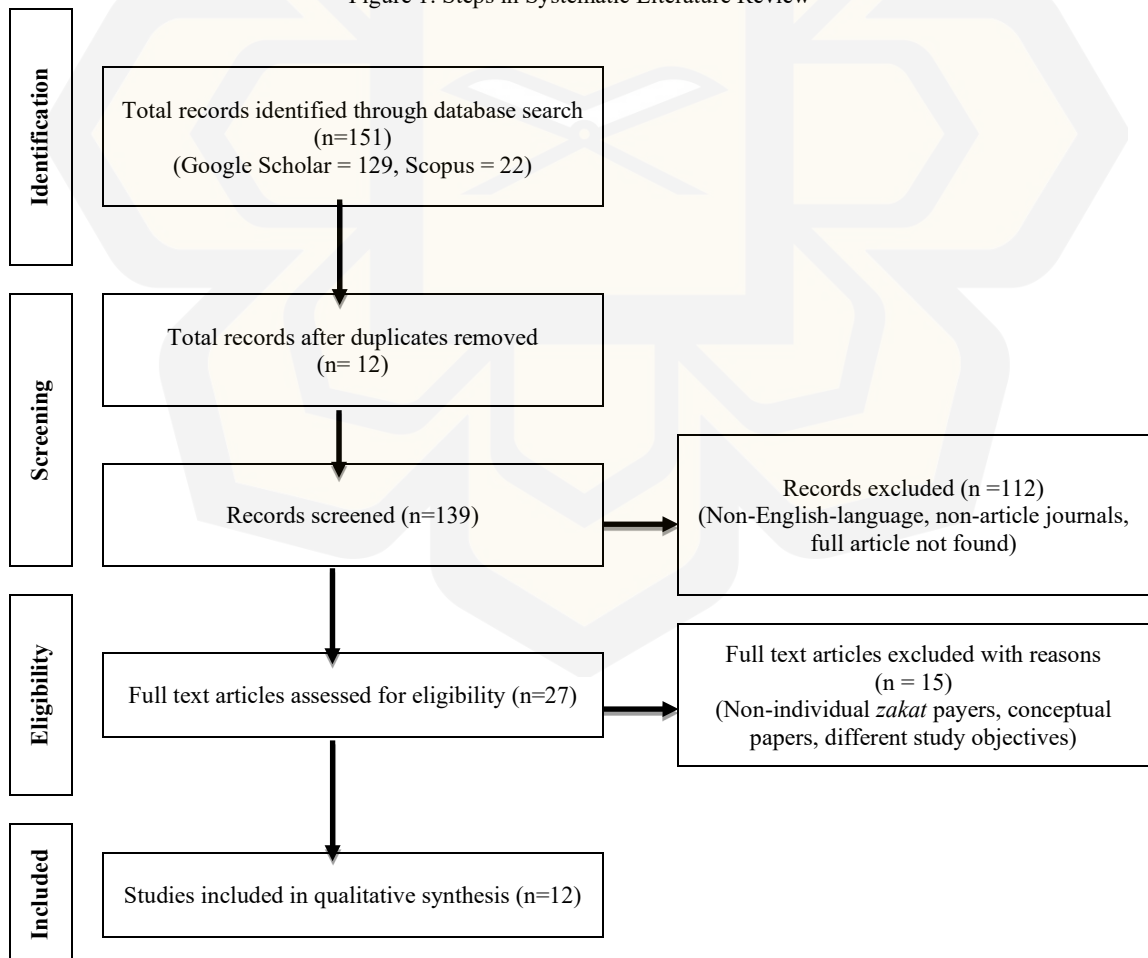 Figure 1: Steps in Systematic Literature Review
Identification
Total records identified through database search
(n=151)
(Google Scholar = 129, Scopus = 22)
Screening
Total records after duplicates removed
(n= 12)
Records screened (n=139)
Records excluded (n =112)
(Non-English-language, non-article journals,
full article not found)
Eligibility
Full text articles assessed for eligibility (n=27)
Full text articles excluded with reasons
(n = 15)
(Non-individual zakat payers, conceptual
papers, different study objectives)
Included
Studies included in qualitative synthesis (n=12)